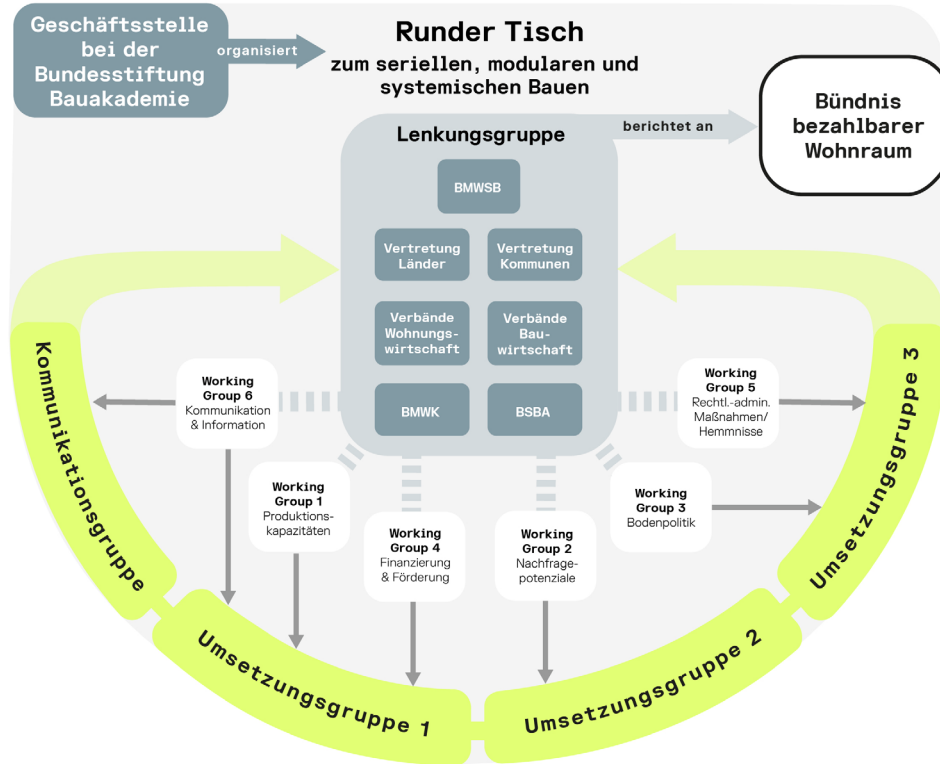 Geschäftsstelle
bei der
Bundesstiftung
Bauakademie
organisiert
Runder Tisch
zum seriellen, modularen und
systemischen Bauen
Lenkungsgruppe
berichtet an
Bündnis
bezahlbarer
Wohnraum
BMWSB
Vertretung
Länder
Vertretung
Kommunen
Verbände
Wohnungs-
wirtschaft
Verbände
Bau-
wirtschaft
BMWK
BSBA
Working
Group 6
Kommunikation
& Information
Working
Group 5
Rechtl.-admin.
Maßnahmen/
Hemmnisse
Working
Group 1
Produktions-
kapazitäten
Working
Group 4
Finanzierung
& Förderung
Working
Group 2
Nachfrage-
potenziale
Working
Group 3
Bodenpolitik
Kommunikationsgruppe
Umsetzungsgruppe 1
Umsetzungsgruppe 2
Umsetzungsgruppe 3